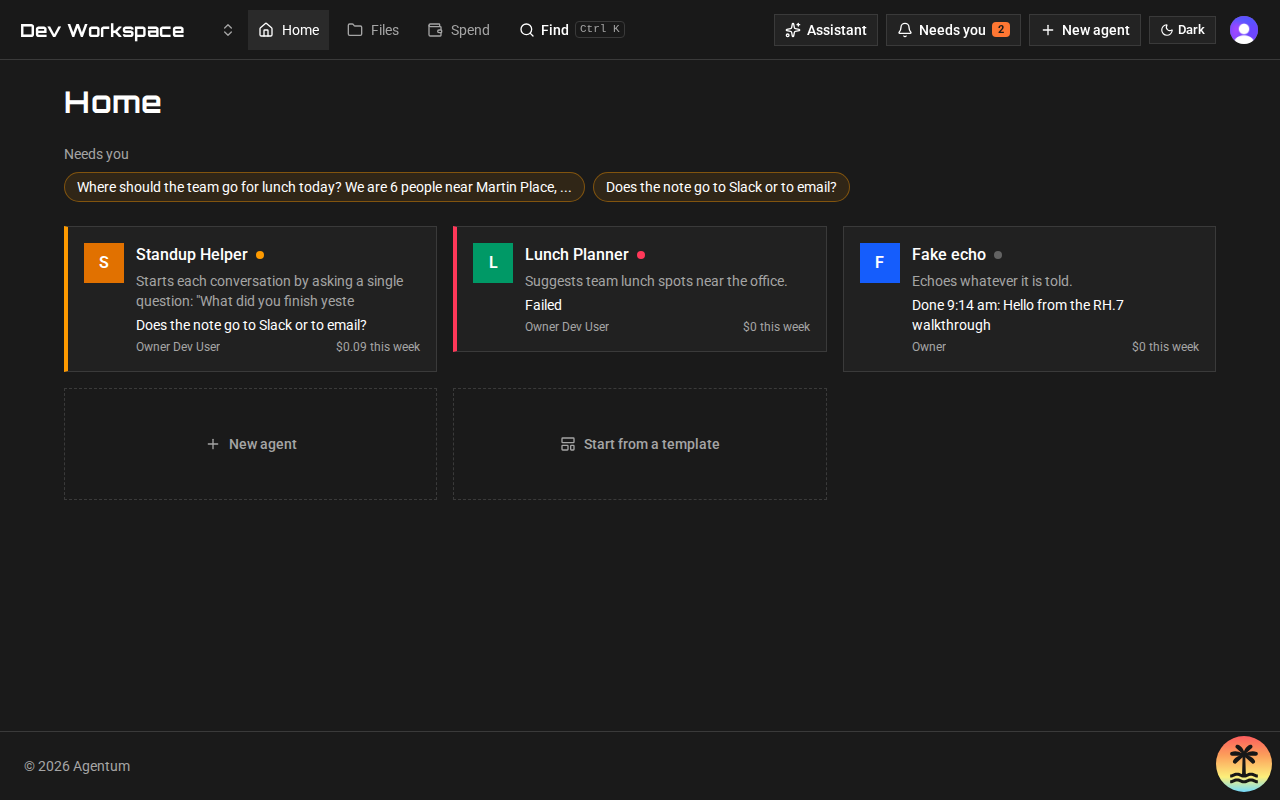 Dev Workspace
Home
Files
Spend
Find
Ctrl K
Assistant
Needs you
2
New agent
Dark
Home
Needs you
Where should the team go for lunch today? We are 6 people near Martin Place, ...
Does the note go to Slack or to email?
S
Standup Helper
Starts each conversation by asking a single
question: "What did you finish yeste
Does the note go to Slack or to email?
Owner Dev User
$0.09 this week
L
Lunch Planner
Suggests team lunch spots near the office.
Failed
Owner Dev User
$0 this week
F
Fake echo
Echoes whatever it is told.
Done 9:14 am: Hello from the RH.7
walkthrough
Owner
$0 this week
New agent
Start from a template
© 2026 Agentum